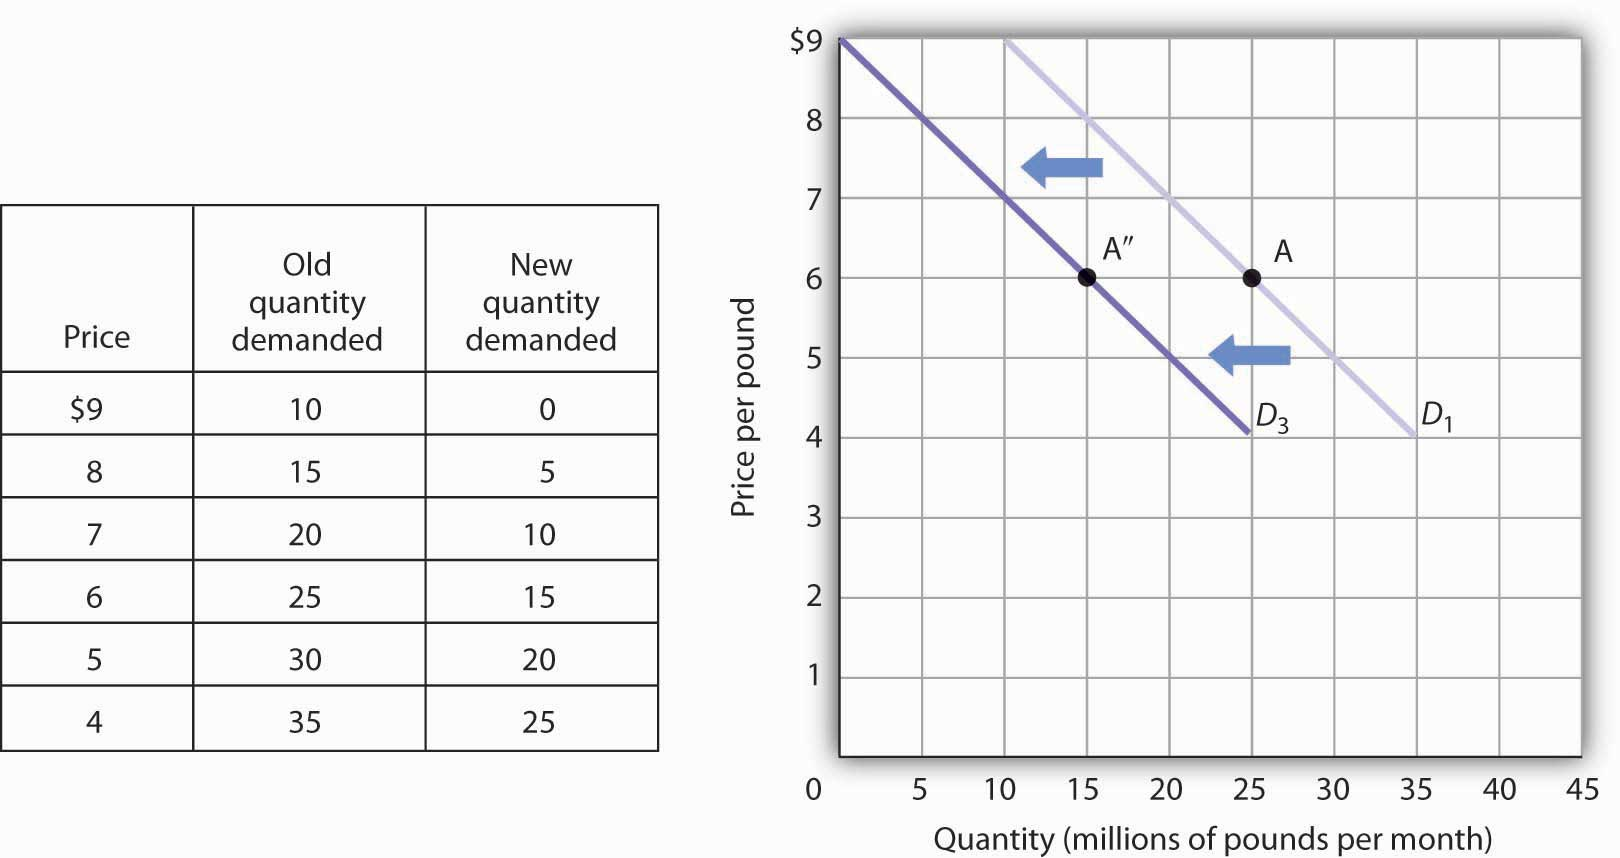 Price
Old
quantity
demanded
New
quantity
demanded
$9 10 0
8 15 5
7 20 10
6 25 15
5 30 20
4 35 25
Price per pound
$9
8
7
6
5
4
3
2
1
A″
A
D₃
D₁
0 5 10 15 20 25 30 35 40 45
Quantity (millions of pounds per month)